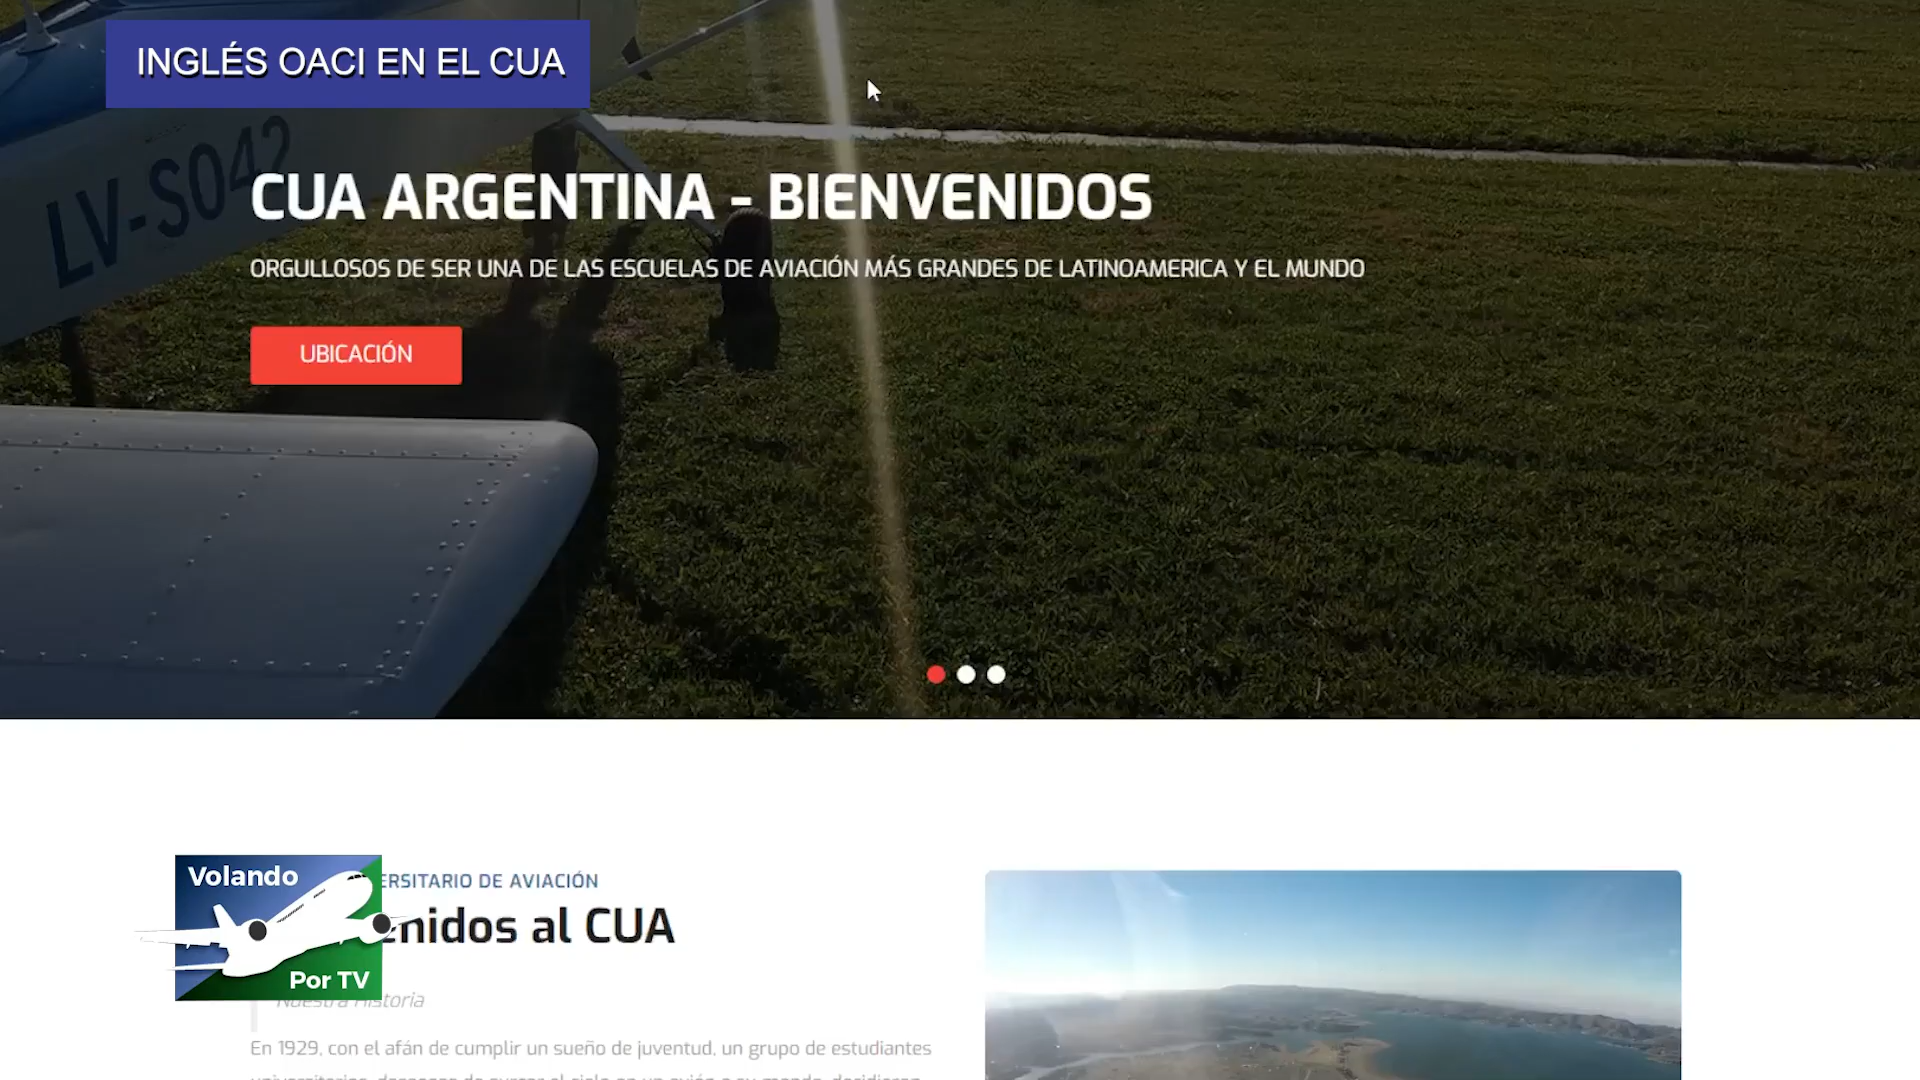 INGLÉS OACI EN EL CUA
LV-S042
CUA ARGENTINA - BIENVENIDOS
ORGULLOSOS DE SER UNA DE LAS ESCUELAS DE AVIACIÓN MÁS GRANDES DE LATINOAMERICA Y EL MUNDO
UBICACIÓN
Volando
Por TV
ERSITARIO DE AVIACIÓN
enidos al CUA
Nuestra Historia
En 1929, con el afán de cumplir un sueño de juventud, un grupo de estudiantes